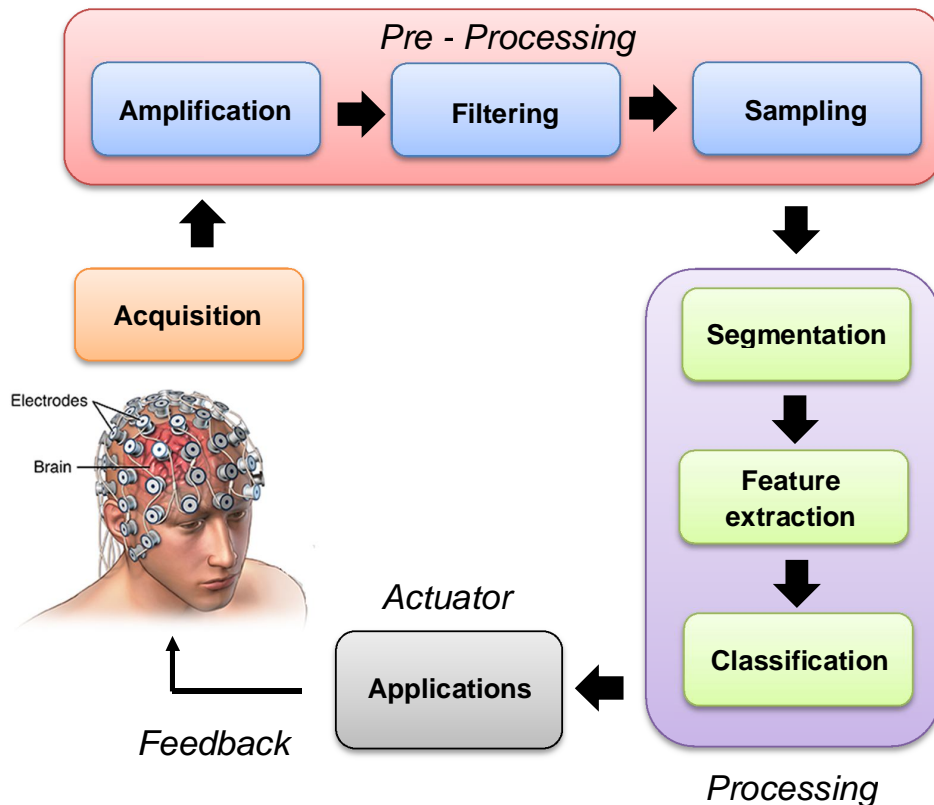 Pre - Processing
Amplification
Filtering
Sampling
Acquisition
Segmentation
Electrodes
Brain
Feature
extraction
Actuator
Classification
Applications
Feedback
Processing